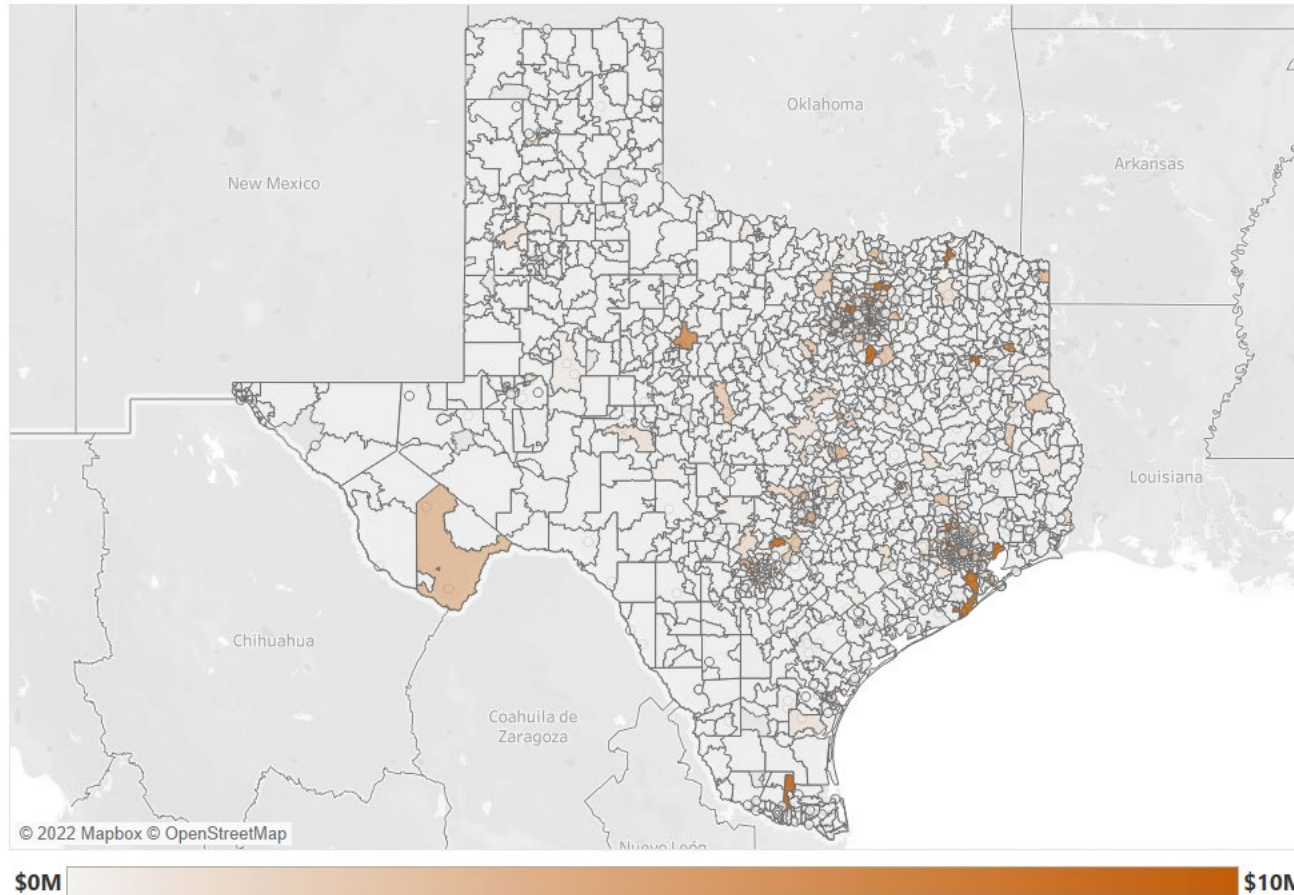 Oklahoma
Arkansas
New Mexico
Louisiana
Chihuahua
Coahuila de
Zaragoza
Nuevo León
© 2022 Mapbox © OpenStreetMap
$0M
$10M